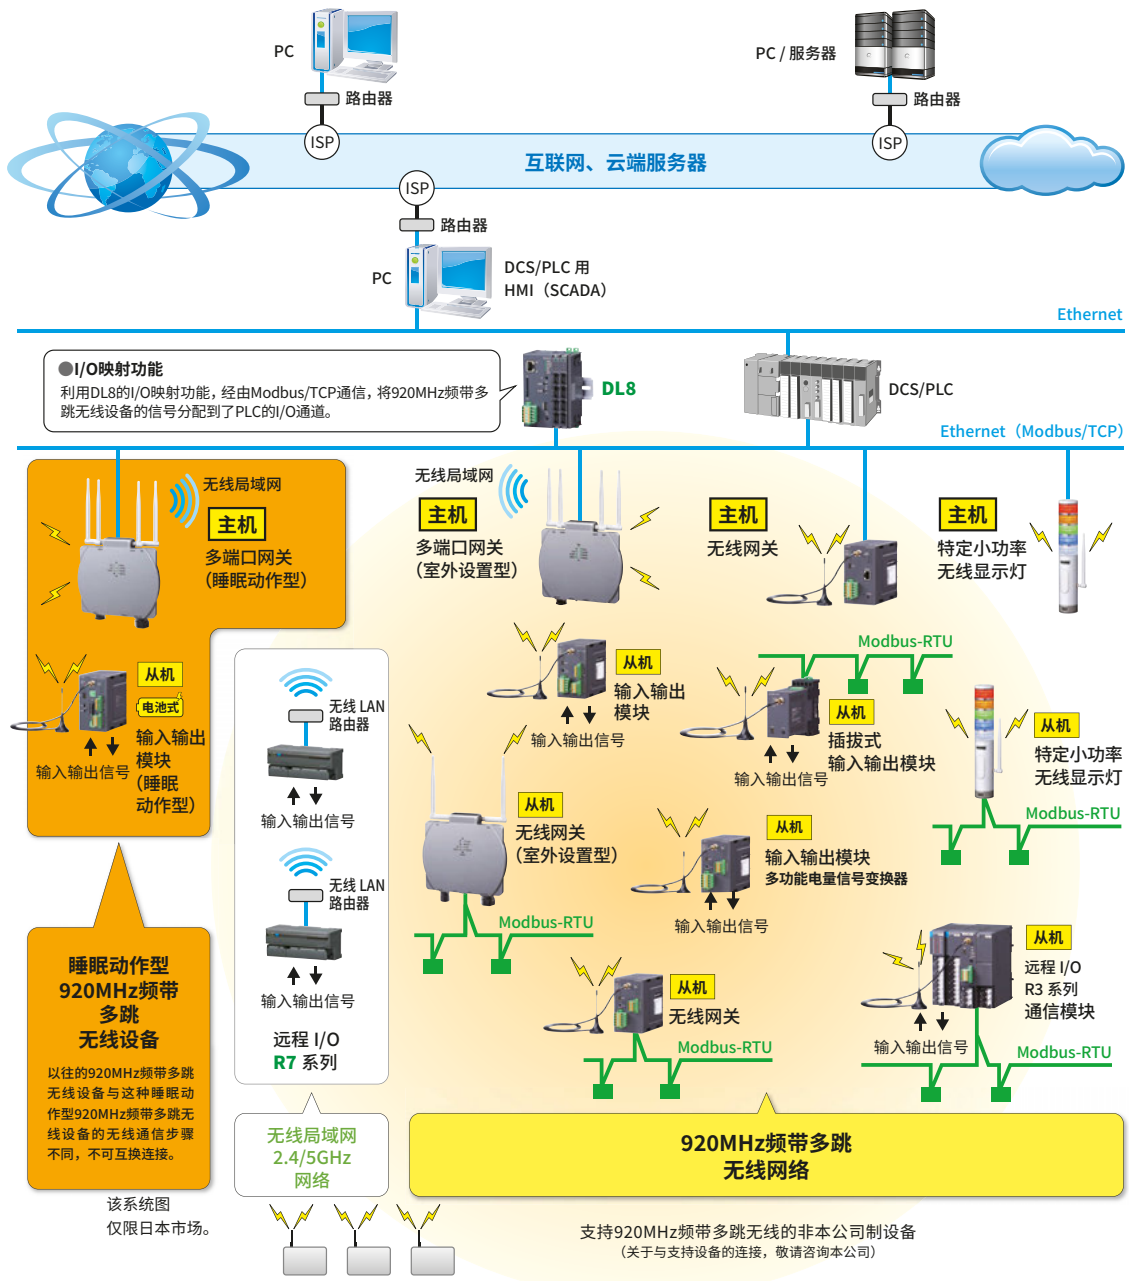 PC
路由器
ISP
PC / 服务器
路由器
ISP
互联网、云端服务器
ISP
路由器
PC
DCS/PLC 用
HMI（SCADA）
Ethernet
●I/O映射功能
利用DL8的I/O映射功能，经由Modbus/TCP通信，将920MHz频带多
跳无线设备的信号分配到了PLC的I/O通道。
DL8
DCS/PLC
Ethernet（Modbus/TCP）
无线局域网
主机
多端口网关
（睡眠动作型）
无线局域网
主机
多端口网关
（室外设置型）
主机
无线网关
主机
特定小功率
无线显示灯
从机
电池式
输入输出
模块
（睡眠
动作型）
输入输出信号
无线 LAN
路由器
输入输出信号
无线 LAN
路由器
输入输出信号
远程 I/O
R7 系列
从机
输入输出
模块
输入输出信号
Modbus-RTU
从机
插拔式
输入输出模块
输入输出信号
从机
特定小功率
无线显示灯
Modbus-RTU
从机
无线网关
（室外设置型）
Modbus-RTU
从机
输入输出模块
多功能电量信号变换器
输入输出信号
从机
无线网关
Modbus-RTU
从机
远程 I/O
R3 系列
通信模块
输入输出信号
Modbus-RTU
睡眠动作型
920MHz频带
多跳
无线设备
以往的920MHz频带多跳
无线设备与这种睡眠动
作型920MHz频带多跳无
线设备的无线通信步骤
不同，不可互换连接。
无线局域网
2.4/5GHz
网络
920MHz频带多跳
无线网络
该系统图
仅限日本市场。
支持920MHz频带多跳无线的非本公司制设备
（关于与支持设备的连接，敬请咨询本公司）